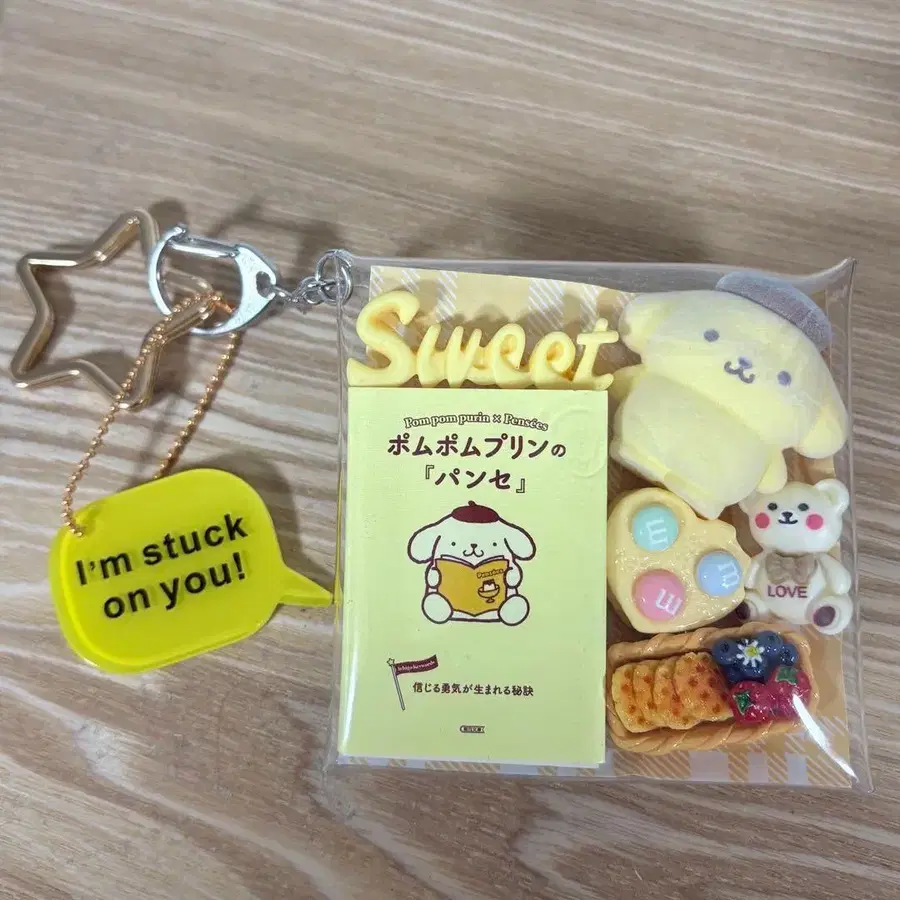 Sweet
Pom pom purin × Pensées
ポムポムプリンの
『パンセ』
Pensées
信じる勇気が生まれる秘訣
I'm stuck
on you!
m
m
m
LOVE